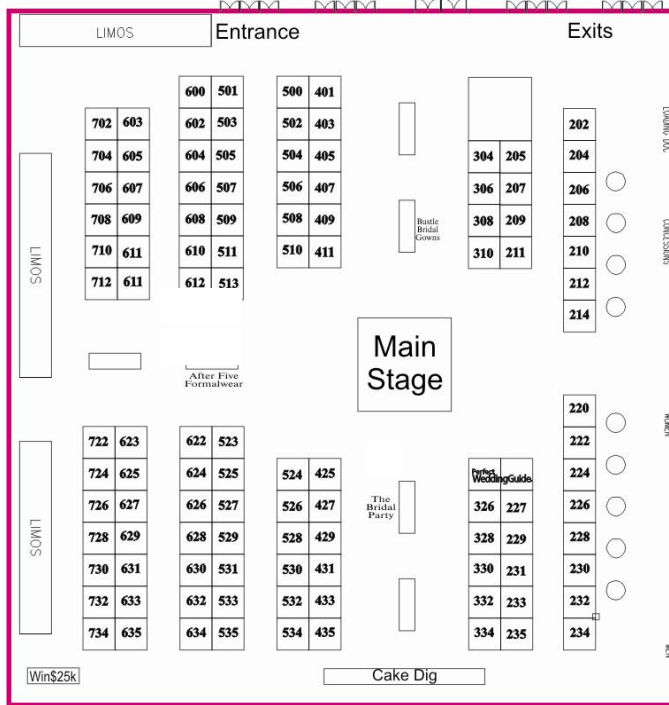 LIMOS Entrance Exits
600 501 500 401
702 603 602 503 502 403 202
704 605 604 505 504 405 304 205 204
706 607 606 507 506 407 306 207 206
708 609 608 509 508 409 308 209 208
710 611 610 511 510 411 310 211 210
712 611 612 513 212
214
Bustle
Bridal
Gowns
LIMOS
CONCESSIONS
Main
Stage
After Five
Formalwear
220
722 623 622 523 222
724 625 624 525 524 425 Perfect WeddingGuide 224
726 627 626 527 526 427 326 227 226
728 629 628 529 528 429 328 229 228
730 631 630 531 530 431 330 231 230
732 633 632 533 532 433 332 233 232
734 635 634 535 534 435 334 235 234
The
Bridal
Party
LIMOS
Win$25k Cake Dig